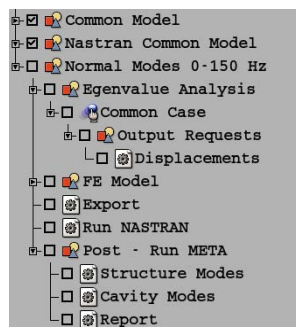 Common Model
Nastran Common Model
Normal Modes 0-150 Hz
Egenvalue Analysis
Common Case
Output Requests
Displacements
FE Model
Export
Run NASTRAN
Post - Run META
Structure Modes
Cavity Modes
Report